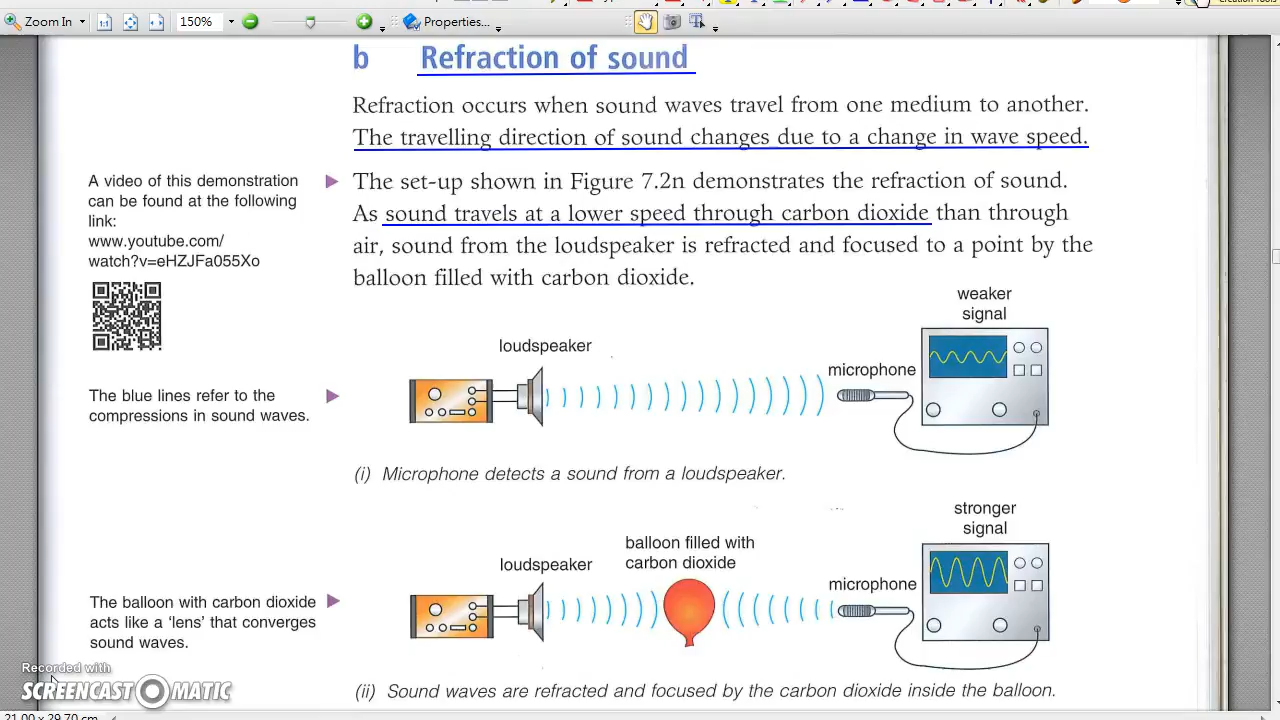 Zoom In
150%
Properties...
b Refraction of sound
Refraction occurs when sound waves travel from one medium to another.
The travelling direction of sound changes due to a change in wave speed.
A video of this demonstration
can be found at the following
link:
www.youtube.com/
watch?v=eHZJFa055Xo
The set-up shown in Figure 7.2n demonstrates the refraction of sound.
As sound travels at a lower speed through carbon dioxide than through
air, sound from the loudspeaker is refracted and focused to a point by the
balloon filled with carbon dioxide.
weaker
signal
loudspeaker
microphone
The blue lines refer to the
compressions in sound waves.
(i) Microphone detects a sound from a loudspeaker.
stronger
signal
balloon filled with
carbon dioxide
loudspeaker
microphone
The balloon with carbon dioxide
acts like a 'lens' that converges
sound waves.
(ii) Sound waves are refracted and focused by the carbon dioxide inside the balloon.
Recorded with
SCREENCAST MATIC
21.00 x 29.70 cm